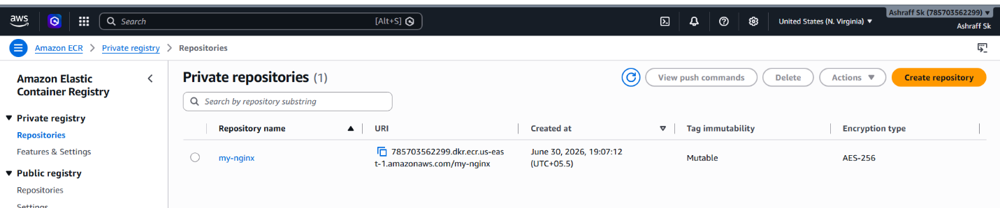 aws
Search
[Alt+S]
United States (N. Virginia) ▼
Ashraff Sk (785703562299) ▼
Ashraff Sk
Amazon ECR > Private registry > Repositories
Amazon Elastic
Container Registry
Private registry
Repositories
Features & Settings
Public registry
Repositories
Settings
Private repositories (1)
View push commands
Delete
Actions ▼
Create repository
Search by repository substring
Repository name
URI
Created at
Tag immutability
Encryption type
my-nginx
785703562299.dkr.ecr.us-eas
t-1.amazonaws.com/my-nginx
June 30, 2026, 19:07:12
(UTC+05.5)
Mutable
AES-256